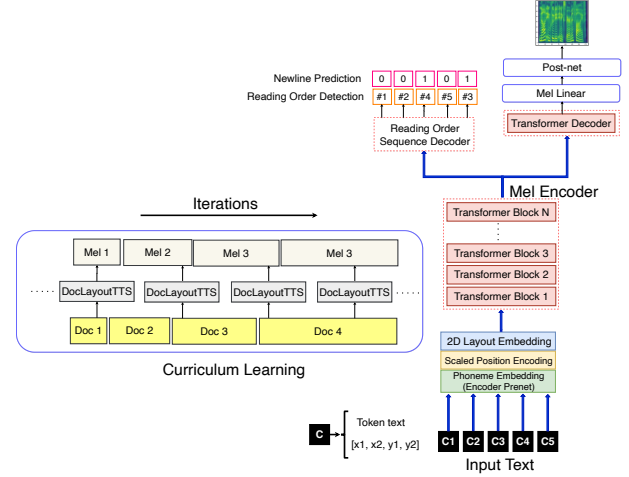 Post-net
Mel Linear
Transformer Decoder
Newline Prediction 0 0 1 0 1
Reading Order Detection #1 #2 #4 #5 #3
Reading Order
Sequence Decoder
Mel Encoder
Transformer Block N
Transformer Block 3
Transformer Block 2
Transformer Block 1
2D Layout Embedding
Scaled Position Encoding
Phoneme Embedding
(Encoder Prenet)
C1 C2 C3 C4 C5
Input Text
Iterations
Mel 1 Mel 2 Mel 3 Mel 3
DocLayoutTTS DocLayoutTTS DocLayoutTTS DocLayoutTTS
Doc 1 Doc 2 Doc 3 Doc 4
Curriculum Learning
C
Token text
[x1, x2, y1, y2]